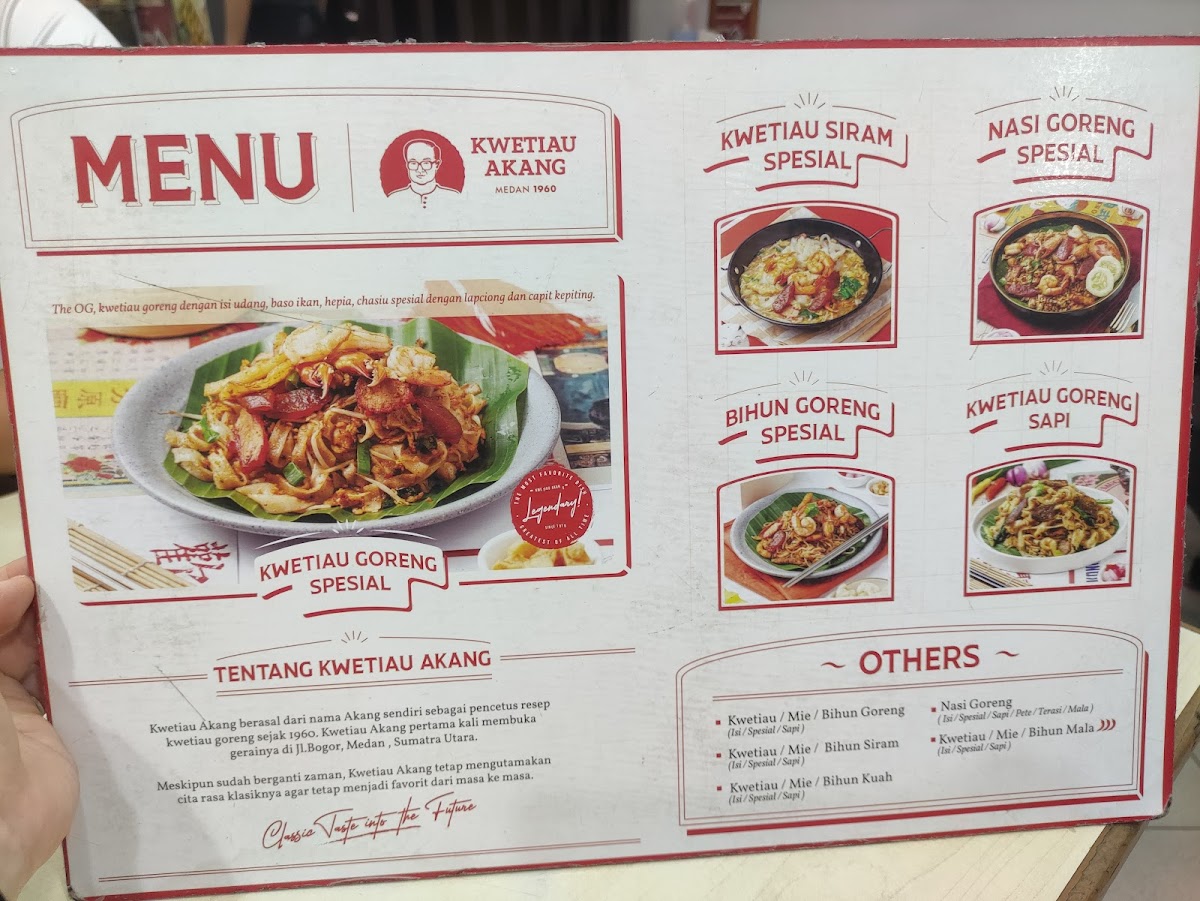 MENU
KWETIAU
AKANG
MEDAN 1960
The OG, kwetiau goreng dengan isi udang, baso ikan, hepia, chasiu spesial dengan lapciong dan capit kepiting.
Legendary!
KWETIAU GORENG
SPESIAL
TENTANG KWETIAU AKANG
Kwetiau Akang berasal dari nama Akang sendiri sebagai pencetus resep
kwetiau goreng sejak 1960. Kwetiau Akang pertama kali membuka
gerainya di Jl.Bogor, Medan , Sumatra Utara.
Meskipun sudah berganti zaman, Kwetiau Akang tetap mengutamakan
cita rasa klasiknya agar tetap menjadi favorit dari masa ke masa.
Classic Taste into the Future
KWETIAU SIRAM
SPESIAL
NASI GORENG
SPESIAL
BIHUN GORENG
SPESIAL
KWETIAU GORENG
SAPI
~ OTHERS ~
Kwetiau / Mie / Bihun Goreng
(Isi / Spesial / Sapi )
Kwetiau / Mie / Bihun Siram
(Isi / Spesial / Sapi )
Kwetiau / Mie / Bihun Kuah
(Isi / Spesial / Sapi )
Nasi Goreng
( Isi / Spesial / Sapi / Pete / Terasi / Mala )
Kwetiau / Mie / Bihun Mala
(Isi / Spesial / Sapi )